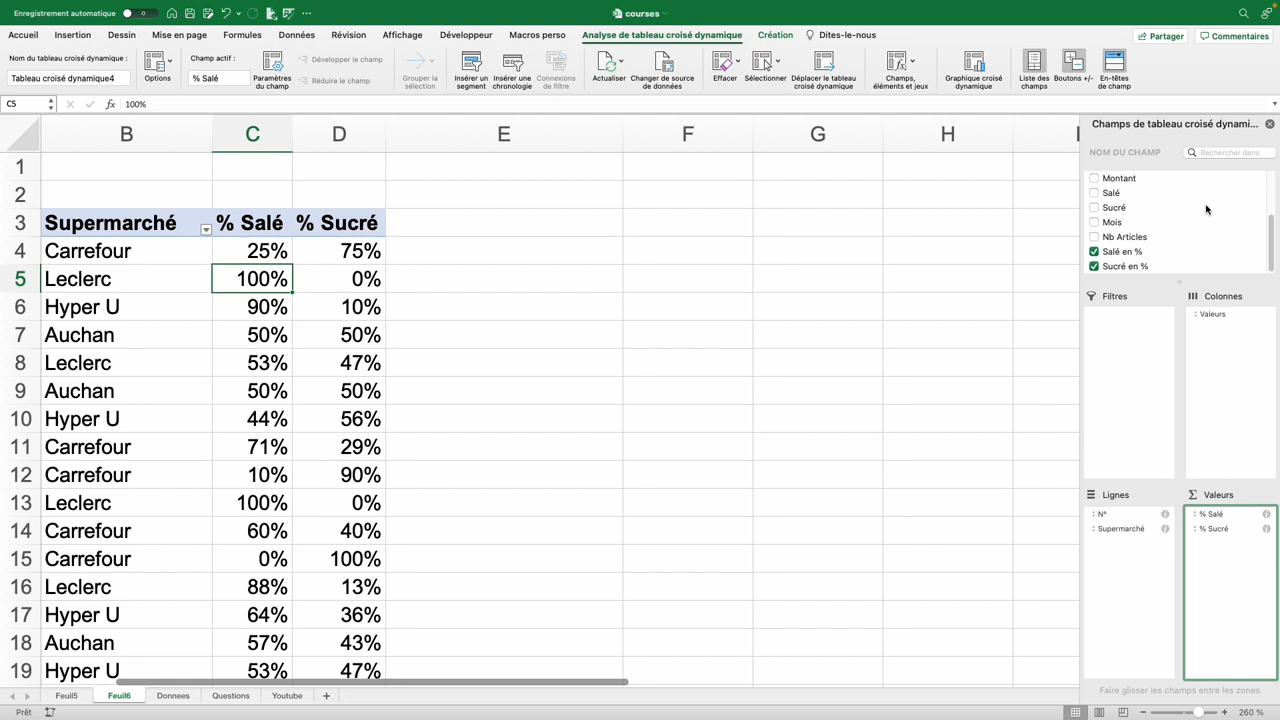 Enregistrement automatique
courses
Accueil Insertion Dessin Mise en page Formules Données Révision Affichage Développeur Macros perso Analyse de tableau croisé dynamique Création Dites-le-nous Partager Commentaires
Nom du tableau croisé dynamique :
Tableau croisé dynamique4
Options
Champ actif :
% Salé
Paramètres du champ
Développer le champ
Réduire le champ
Grouper la sélection
Insérer un segment
Insérer une chronologie
Connexions de filtre
Actualiser
Changer de source de données
Effacer
Sélectionner
Déplacer le tableau croisé dynamique
Champs, éléments et jeux
Graphique croisé dynamique
Liste des champs
Boutons +/-
En-têtes de champ
C5 fx 100%
B C D E F G H
1
2
3 Supermarché % Salé % Sucré
4 Carrefour 25% 75%
5 Leclerc 100% 0%
6 Hyper U 90% 10%
7 Auchan 50% 50%
8 Leclerc 53% 47%
9 Auchan 50% 50%
10 Hyper U 44% 56%
11 Carrefour 71% 29%
12 Carrefour 10% 90%
13 Leclerc 100% 0%
14 Carrefour 60% 40%
15 Carrefour 0% 100%
16 Leclerc 88% 13%
17 Hyper U 64% 36%
18 Auchan 57% 43%
19 Hyper U 53% 47%
Champs de tableau croisé dynami...
NOM DU CHAMP
Rechercher dans
Montant
Salé
Sucré
Mois
Nb Articles
Salé en %
Sucré en %
Filtres
Colonnes
Valeurs
Lignes
N°
Supermarché
Valeurs
% Salé
% Sucré
Faire glisser les champs entre les zones
Feuil5 Feuil6 Donnees Questions Youtube +
Prêt
260 %